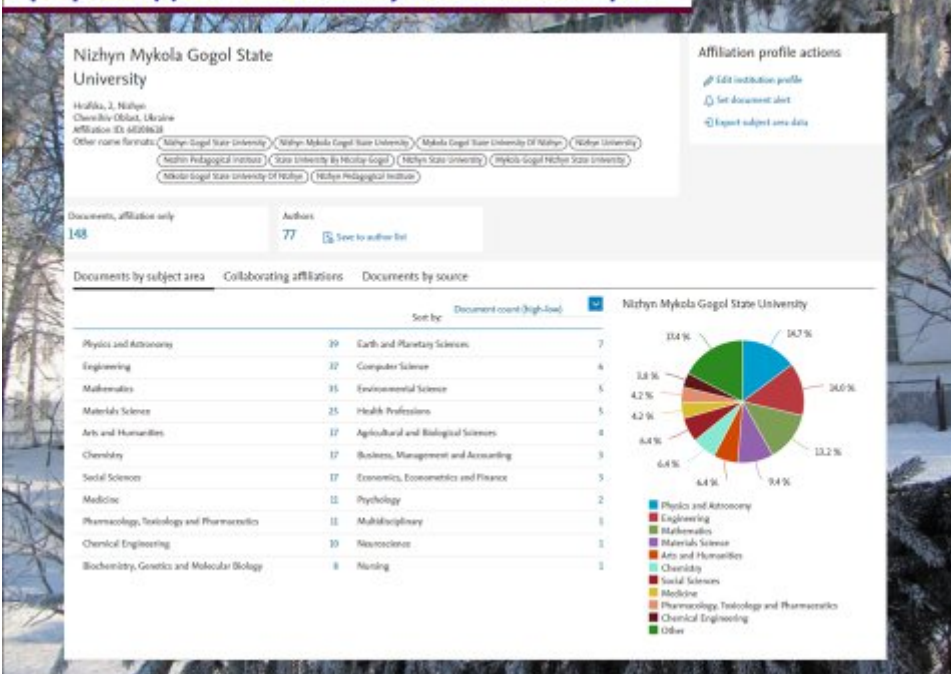 Nizhyn Mykola Gogol State
University
Hrafska, 2, Nizhyn
Chernihiv Oblast, Ukraine
Affiliation ID:
Other name formats: Nizhyn Gogol State University Nizhyn Mykola Gogol State University Mykola Gogol State University Of Nizhyn Nizhyn University
Nezhin Pedagogical Institute State University By Nicolay Gogol Nizhyn State University Mykola Gogol Nizhyn State University
Nikolai Gogol State University Of Nizhyn Nizhyn Pedagogical Institute
Affiliation profile actions
Edit institution profile
Set document alert
Export subject area data
Documents, affiliation only
148
Authors
77 Save to author list
Documents by subject area Collaborating affiliations Documents by source
Sort by: Document count (high-low)
Physics and Astronomy 39 Earth and Planetary Sciences 7
Engineering 37 Computer Science 6
Mathematics 35 Environmental Science 5
Materials Science 25 Health Professions 5
Arts and Humanities 17 Agricultural and Biological Sciences 4
Chemistry 17 Business, Management and Accounting 3
Social Sciences 17 Economics, Econometrics and Finance 3
Medicine 11 Psychology 2
Pharmacology, Toxicology and Pharmaceutics 11 Multidisciplinary 1
Chemical Engineering 10 Neuroscience 1
Biochemistry, Genetics and Molecular Biology 8 Nursing 1
Nizhyn Mykola Gogol State University
17.4 %
14.7 %
3.8 %
4.2 %
14.0 %
4.2 %
6.4 %
13.2 %
6.4 %
6.4 %
9.4 %
Physics and Astronomy
Engineering
Mathematics
Materials Science
Arts and Humanities
Chemistry
Social Sciences
Medicine
Pharmacology, Toxicology and Pharmaceutics
Chemical Engineering
Other